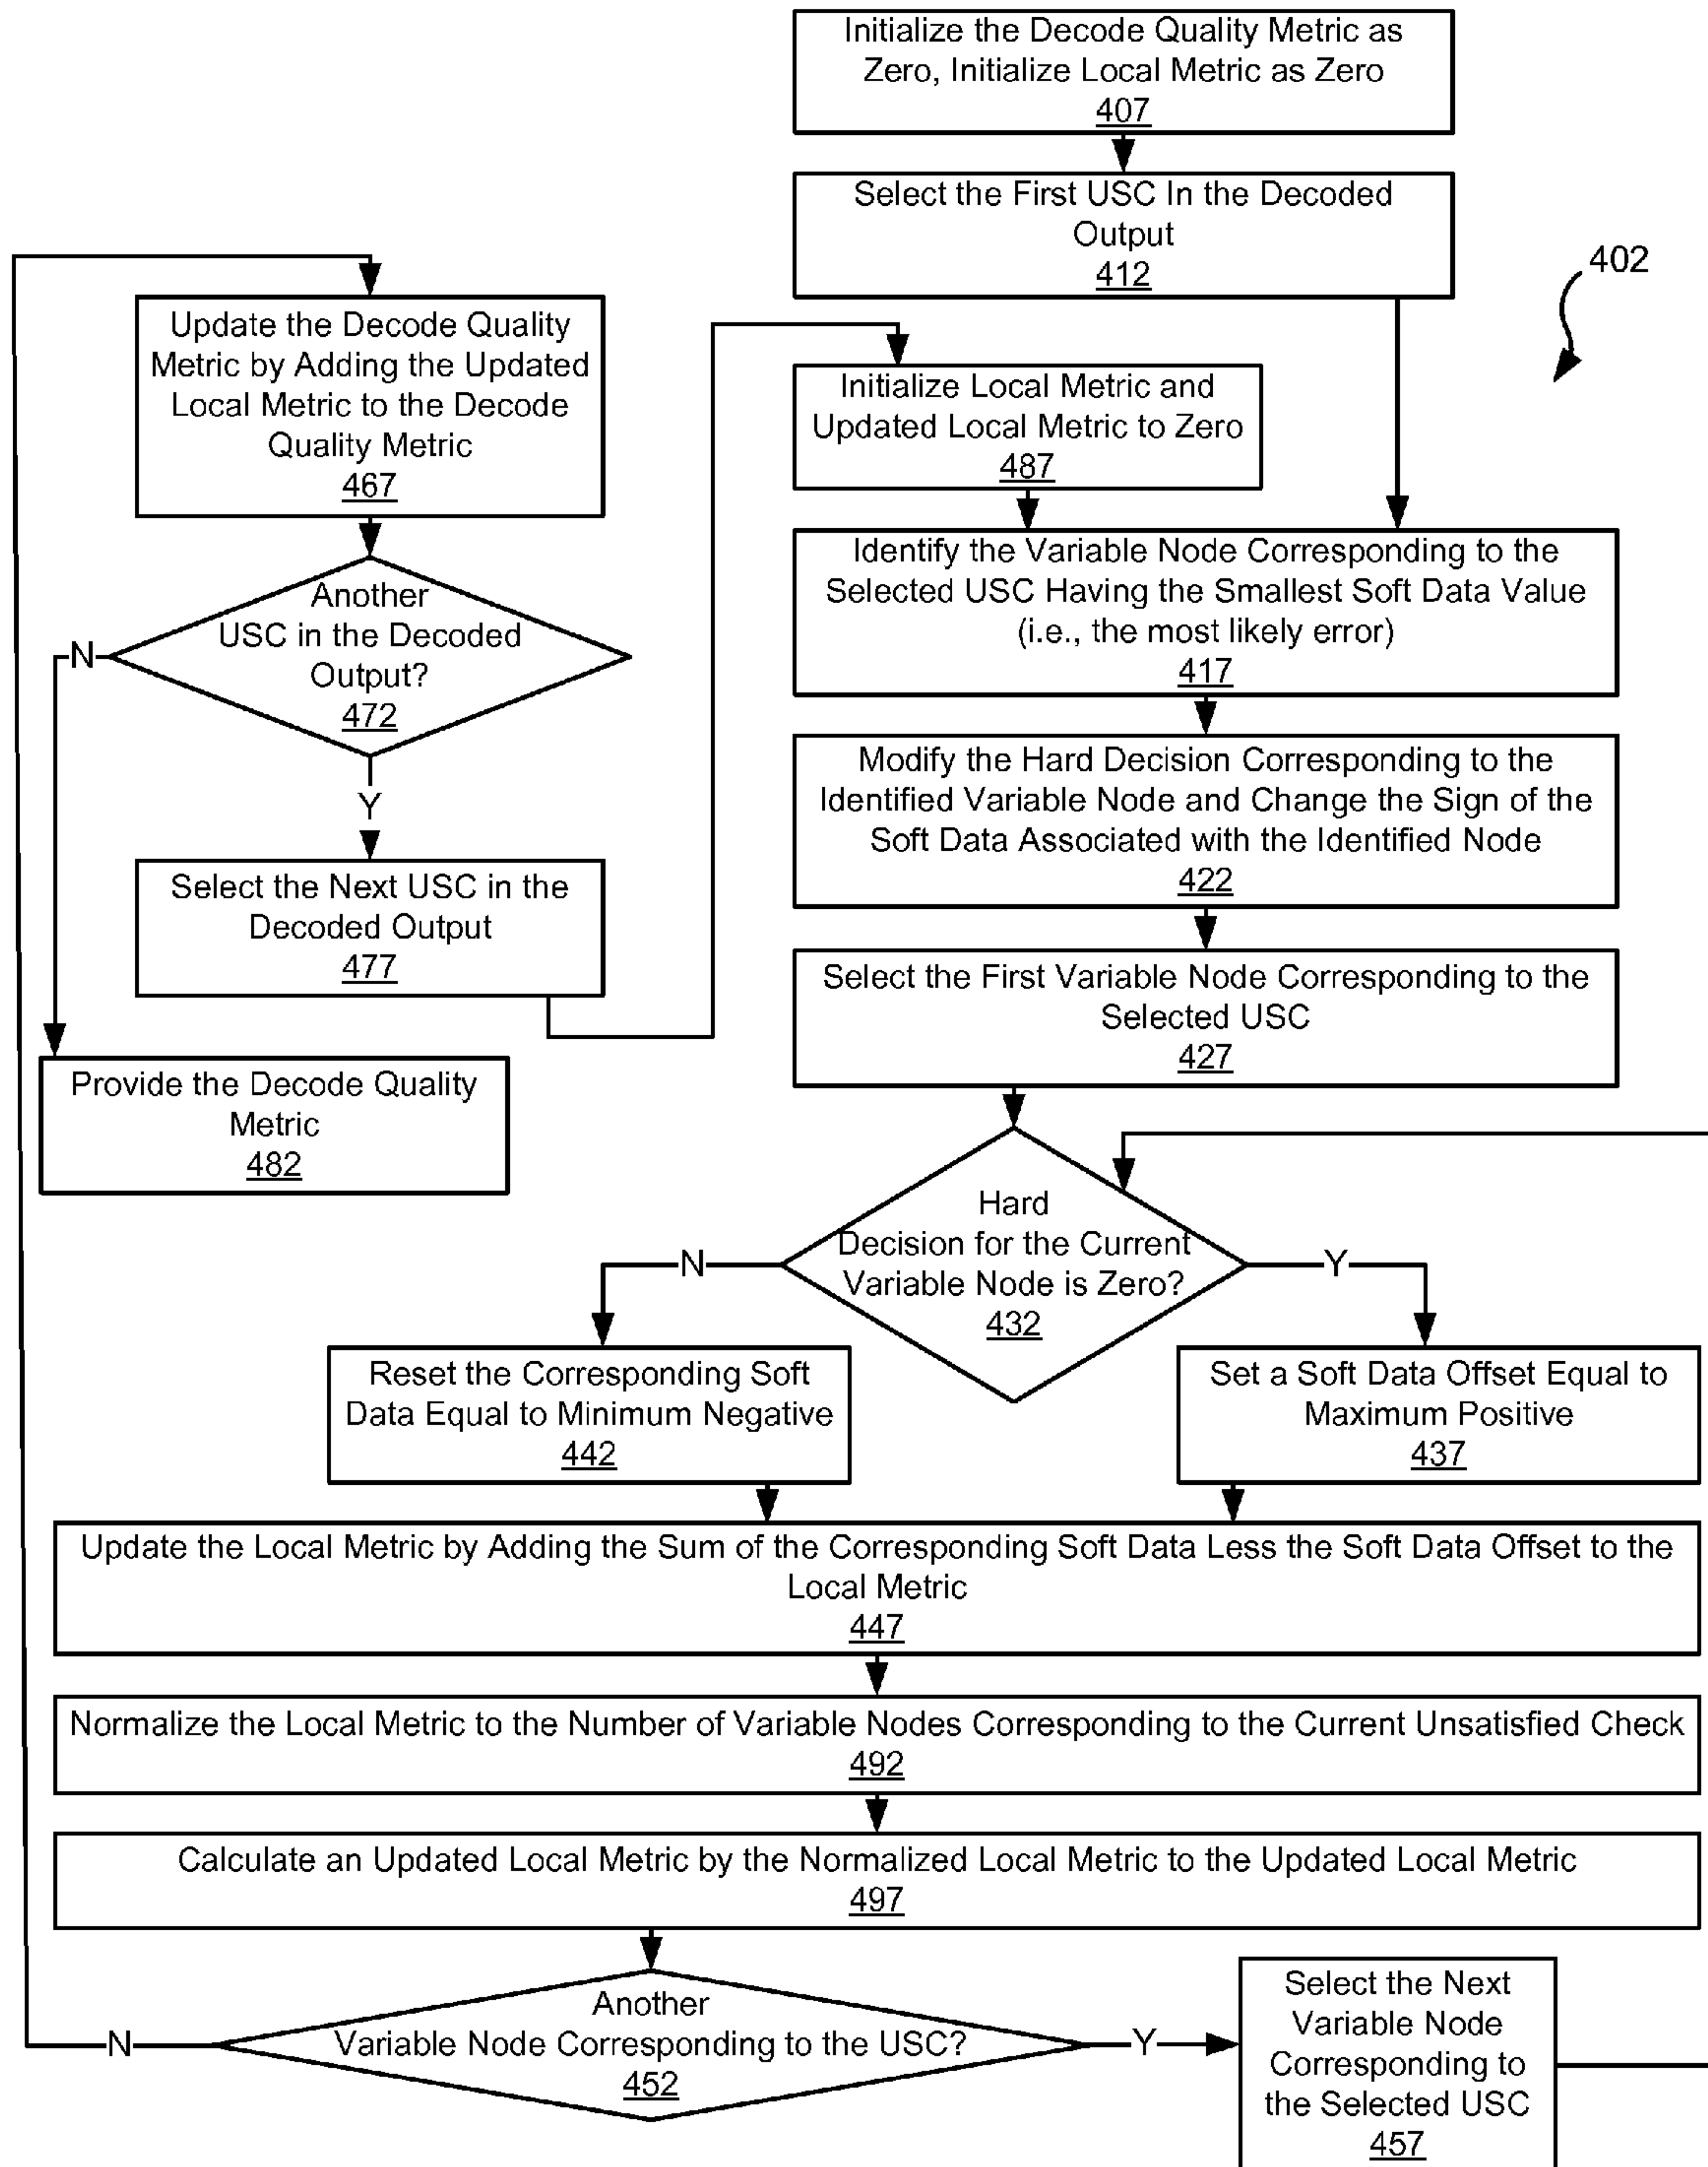 Initialize the Decode Quality Metric as
Zero, Initialize Local Metric as Zero
407
Select the First USC In the Decoded
Output
412
402
Update the Decode Quality
Metric by Adding the Updated
Local Metric to the Decode
Quality Metric
467
Initialize Local Metric and
Updated Local Metric to Zero
487
Identify the Variable Node Corresponding to the
Selected USC Having the Smallest Soft Data Value
(i.e., the most likely error)
417
Another
USC in the Decoded
Output?
472
N
Y
Modify the Hard Decision Corresponding to the
Identified Variable Node and Change the Sign of the
Soft Data Associated with the Identified Node
422
Select the Next USC in the
Decoded Output
477
Select the First Variable Node Corresponding to the
Selected USC
427
Provide the Decode Quality
Metric
482
Hard
Decision for the Current
Variable Node is Zero?
432
N
Y
Reset the Corresponding Soft
Data Equal to Minimum Negative
442
Set a Soft Data Offset Equal to
Maximum Positive
437
Update the Local Metric by Adding the Sum of the Corresponding Soft Data Less the Soft Data Offset to the
Local Metric
447
Normalize the Local Metric to the Number of Variable Nodes Corresponding to the Current Unsatisfied Check
492
Calculate an Updated Local Metric by the Normalized Local Metric to the Updated Local Metric
497
Another
Variable Node Corresponding to the USC?
452
N
Y
Select the Next
Variable Node
Corresponding to
the Selected USC
457